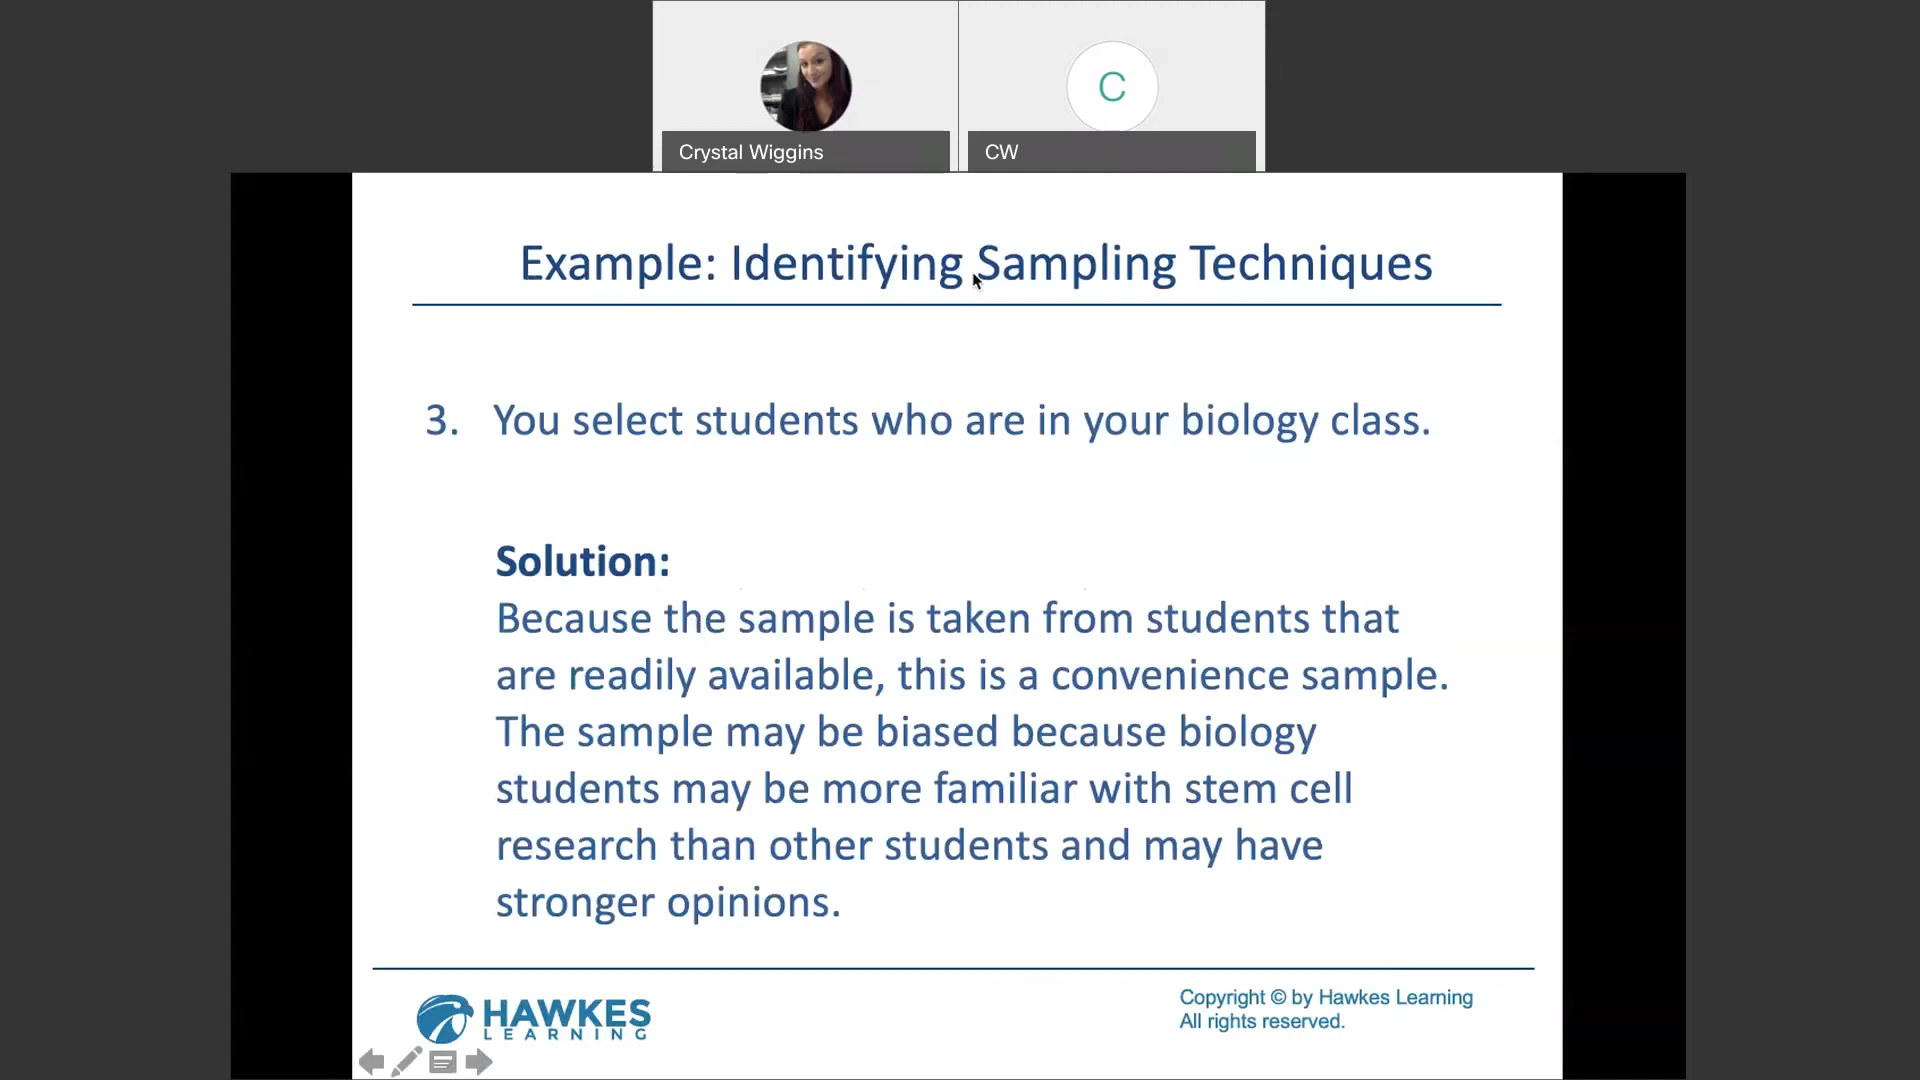 Crystal Wiggins
C
CW
Example: Identifying Sampling Techniques
3. You select students who are in your biology class.
Solution:
Because the sample is taken from students that
are readily available, this is a convenience sample.
The sample may be biased because biology
students may be more familiar with stem cell
research than other students and may have
stronger opinions.
HAWKES
LEARNING
Copyright © by Hawkes Learning
All rights reserved.